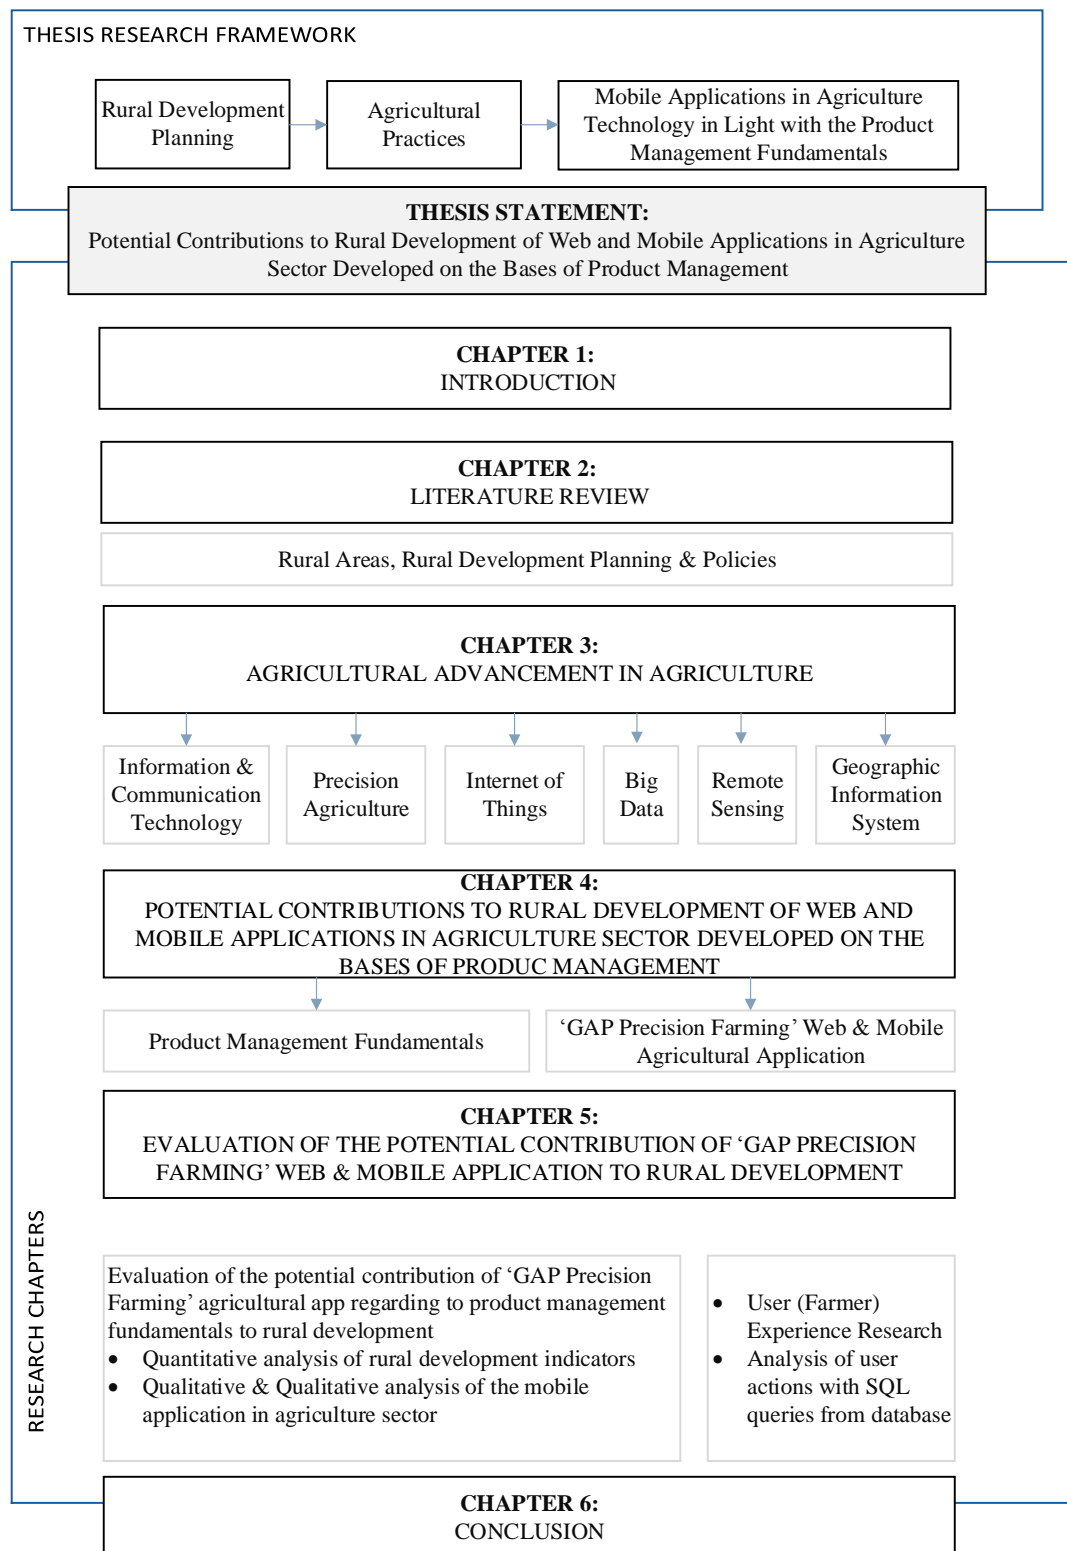 THESIS RESEARCH FRAMEWORK
Rural Development
Planning
Agricultural
Practices
Mobile Applications in Agriculture
Technology in Light with the Product
Management Fundamentals
THESIS STATEMENT:
Potential Contributions to Rural Development of Web and Mobile Applications in Agriculture
Sector Developed on the Bases of Product Management
CHAPTER 1:
INTRODUCTION
CHAPTER 2:
LITERATURE REVIEW
Rural Areas, Rural Development Planning & Policies
CHAPTER 3:
AGRICULTURAL ADVANCEMENT IN AGRICULTURE
Information &
Communication
Technology
Precision
Agriculture
Internet of
Things
Big
Data
Remote
Sensing
Geographic
Information
System
CHAPTER 4:
POTENTIAL CONTRIBUTIONS TO RURAL DEVELOPMENT OF WEB AND
MOBILE APPLICATIONS IN AGRICULTURE SECTOR DEVELOPED ON THE
BASES OF PRODUC MANAGEMENT
Product Management Fundamentals
‘GAP Precision Farming’ Web & Mobile
Agricultural Application
CHAPTER 5:
EVALUATION OF THE POTENTIAL CONTRIBUTION OF ‘GAP PRECISION
FARMING’ WEB & MOBILE APPLICATION TO RURAL DEVELOPMENT
RESEARCH CHAPTERS
Evaluation of the potential contribution of ‘GAP Precision
Farming’ agricultural app regarding to product management
fundamentals to rural development
• Quantitative analysis of rural development indicators
• Qualitative & Qualitative analysis of the mobile
application in agriculture sector
• User (Farmer)
Experience Research
• Analysis of user
actions with SQL
queries from database
CHAPTER 6:
CONCLUSION